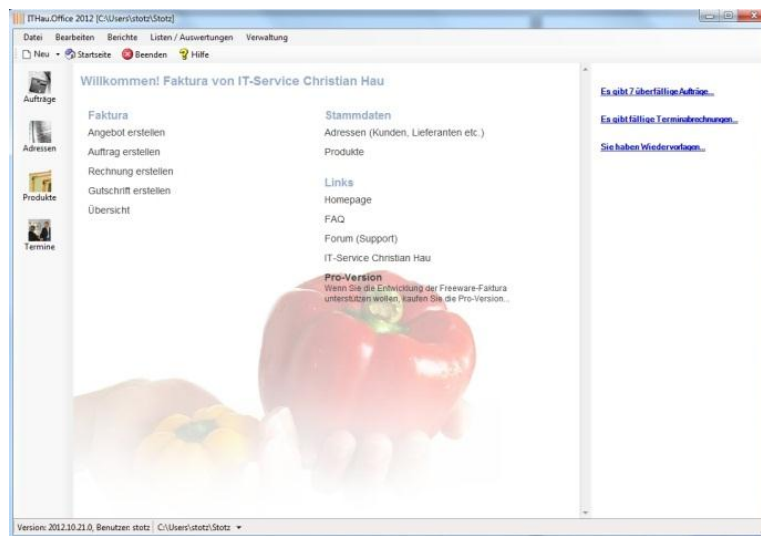 ITHau.Office 2012 [C:\Users\stotz\Stotz]
Datei Bearbeiten Berichte Listen / Auswertungen Verwaltung
Neu Startseite Beenden Hilfe
Aufträge
Adressen
Produkte
Termine
Willkommen! Faktura von IT-Service Christian Hau
Faktura
Angebot erstellen
Auftrag erstellen
Rechnung erstellen
Gutschrift erstellen
Übersicht
Stammdaten
Adressen (Kunden, Lieferanten etc.)
Produkte
Links
Homepage
FAQ
Forum (Support)
IT-Service Christian Hau
Pro-Version
Wenn Sie die Entwicklung der Freeware-Faktura
unterstützen wollen, kaufen Sie die Pro-Version...
Es gibt 7 überfällige Aufträge...
Es gibt fällige Terminabrechnungen...
Sie haben Wiedervorlagen...
Version: 2012.10.21.0, Benutzer: stotz C:\Users\stotz\Stotz